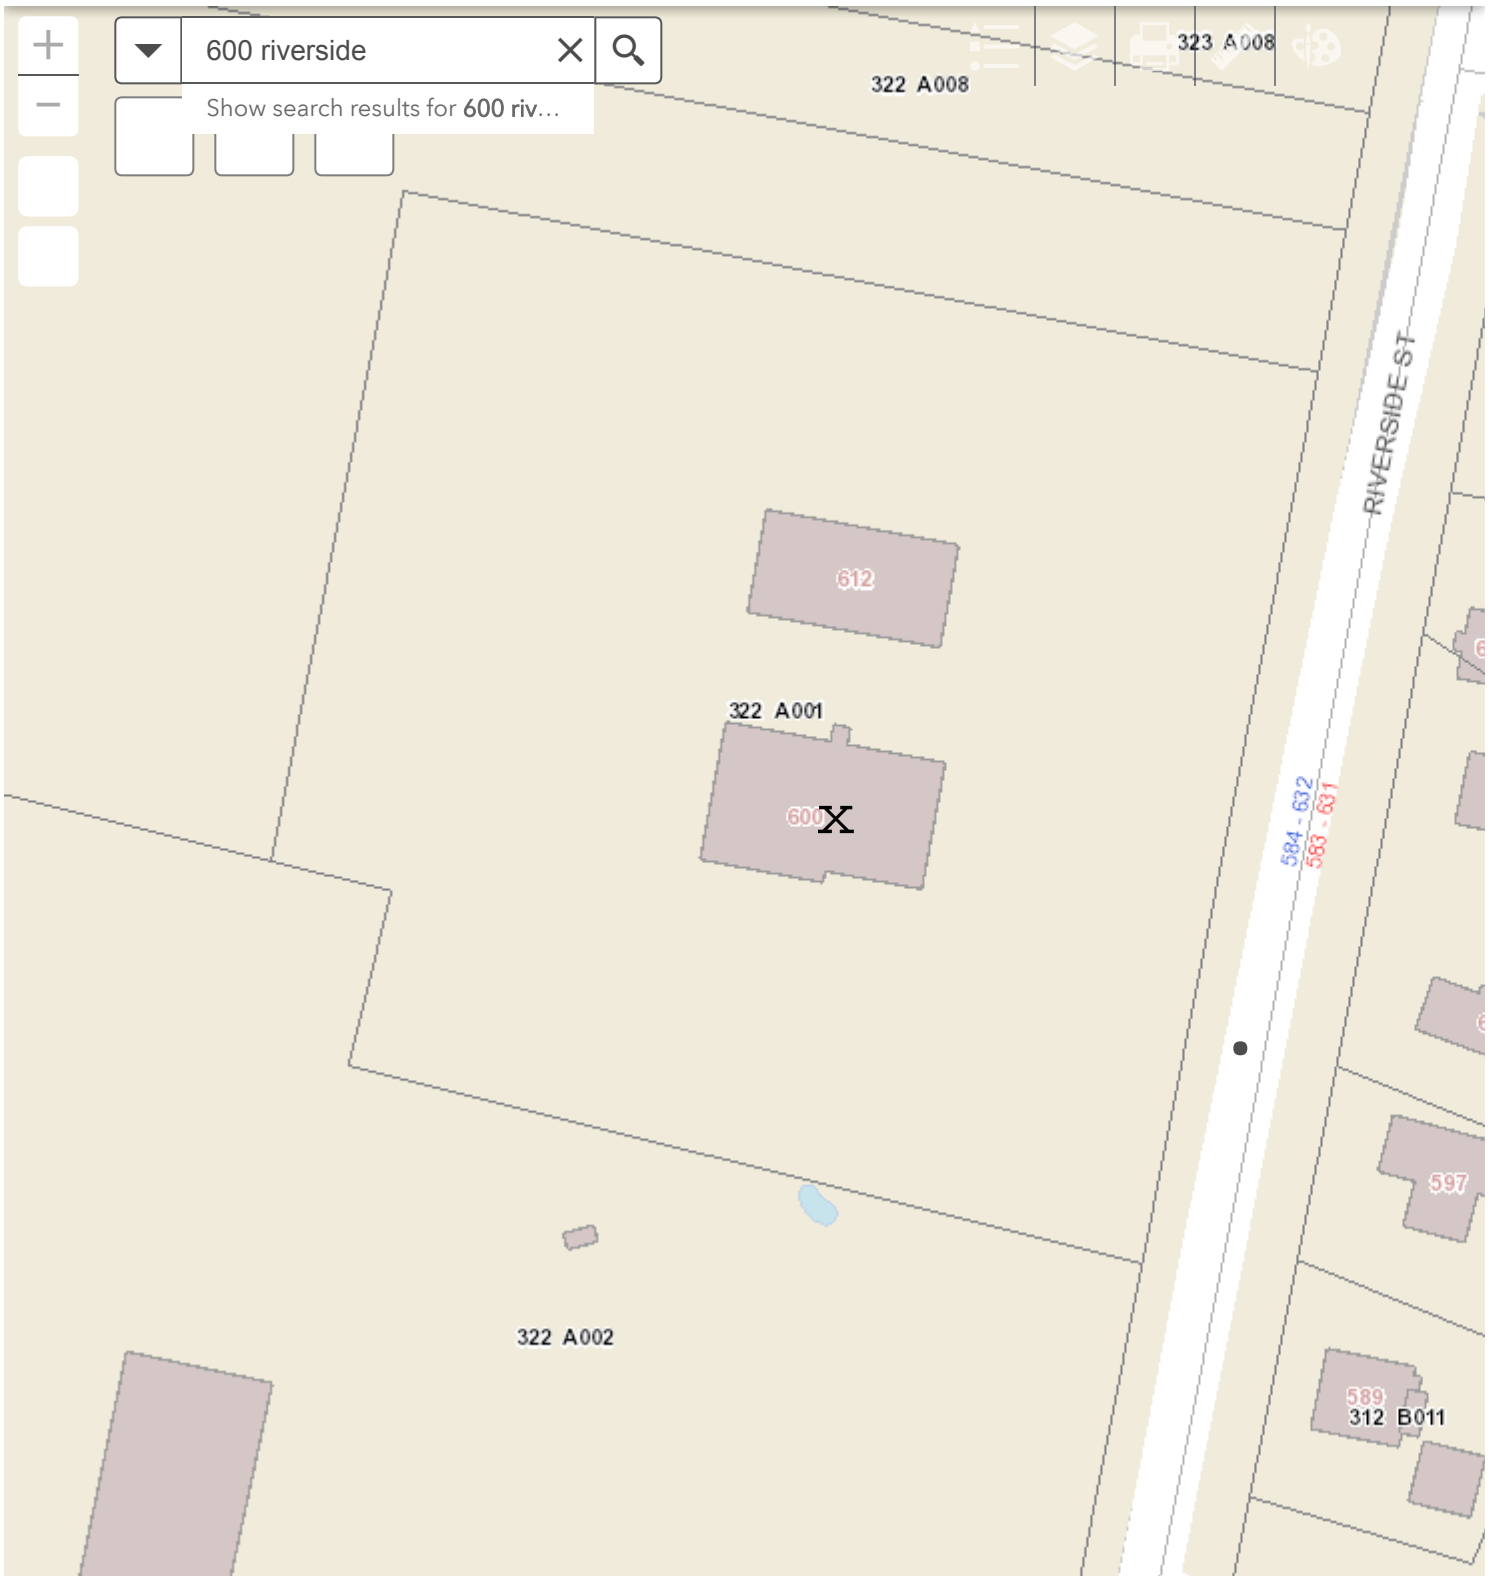 600 riverside
Show search results for 600 riv...
323 A008
322 A008
RIVERSIDE ST
612
322 A001
600
X
584 - 632
583 - 631
597
322 A002
589
312 B011